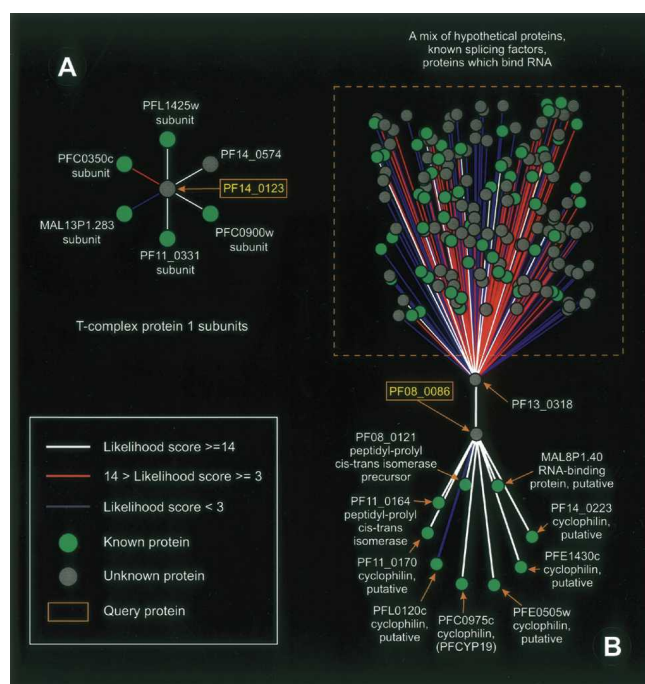 A mix of hypothetical proteins,
known splicing factors,
proteins which bind RNA
A
PFL1425w
subunit
PFC0350c
subunit
PF14_0574
PF14_0123
MAL13P1.283
subunit
PFC0900w
subunit
PF11_0331
subunit
T-complex protein 1 subunits
PF08_0086
PF13_0318
Likelihood score >=14
14 > Likelihood score >= 3
Likelihood score < 3
Known protein
Unknown protein
Query protein
PF08_0121
peptidyl-prolyl
cis-trans isomerase
precursor
MAL8P1.40
RNA-binding
protein, putative
PF11_0164
peptidyl-prolyl
cis-trans
isomerase
PF14_0223
cyclophilin,
putative
PF11_0170
cyclophilin,
putative
PFE1430c
cyclophilin,
putative
PFL0120c
cyclophilin,
putative
PFC0975c
cyclophilin,
(PFCYP19)
PFE0505w
cyclophilin,
putative
B